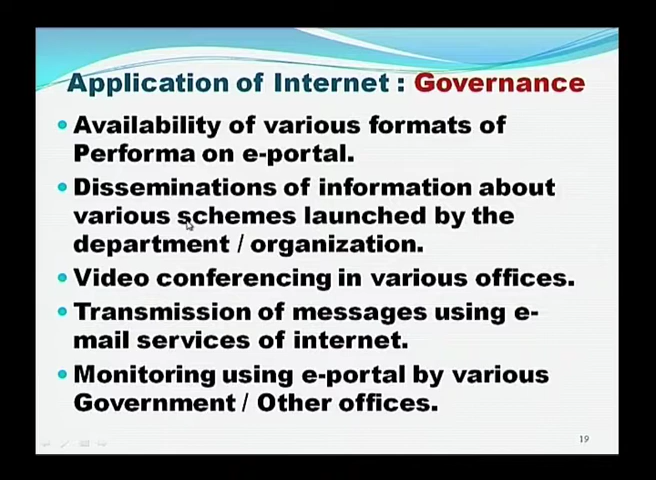 Application of Internet : Governance
Availability of various formats of
Performa on e-portal.
Disseminations of information about
various schemes launched by the
department / organization.
Video conferencing in various offices.
Transmission of messages using e-
mail services of internet.
Monitoring using e-portal by various
Government / Other offices.
19